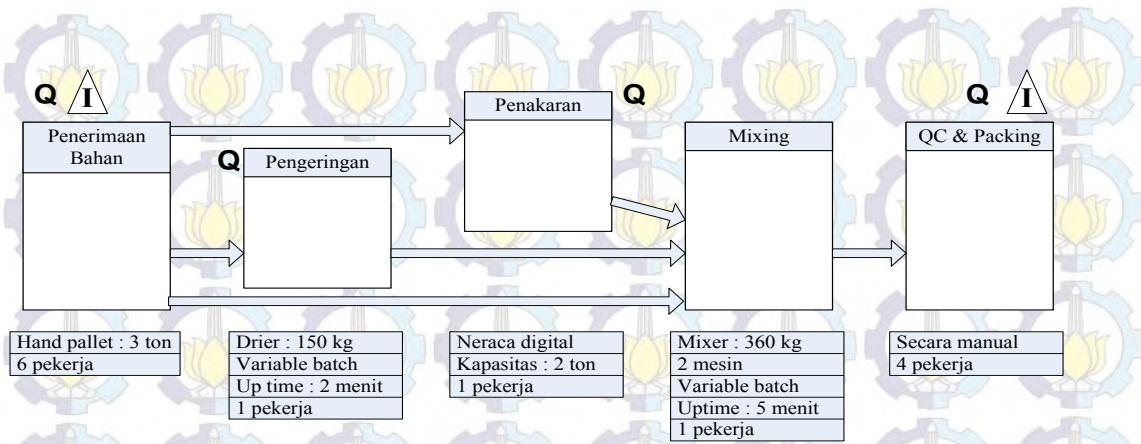 Q
I
Penerimaan
Bahan
Q
Pengeringan
Penakaran
Q
Mixing
Q
I
QC & Packing
Hand pallet : 3 ton
6 pekerja
Drier : 150 kg
Variable batch
Up time : 2 menit
1 pekerja
Neraca digital
Kapasitas : 2 ton
1 pekerja
Mixer : 360 kg
2 mesin
Variable batch
Uptime : 5 menit
1 pekerja
Secara manual
4 pekerja